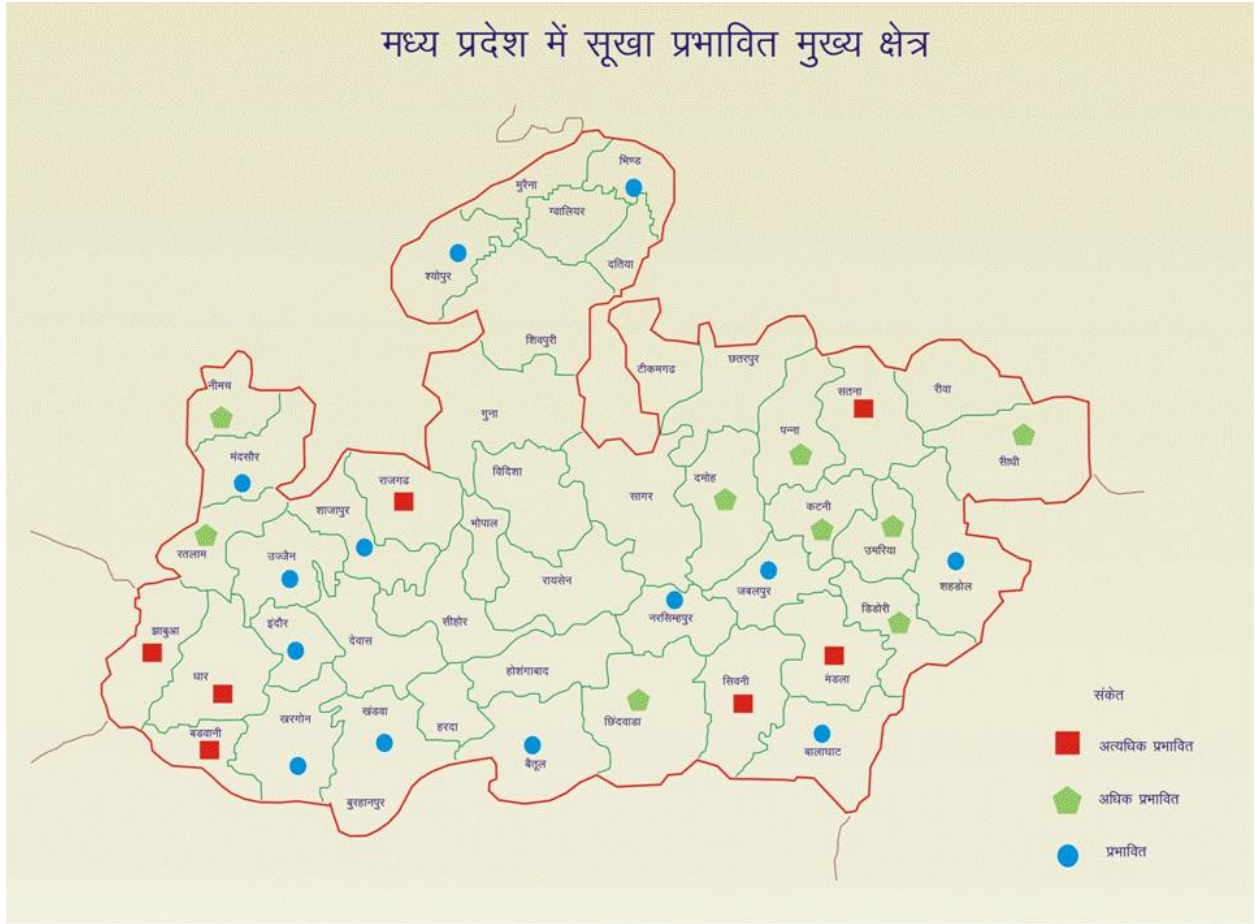 मध्य प्रदेश में सूखा प्रभावित मुख्य क्षेत्र
भिण्ड
मुरैना
ग्वालियर
दतिया
श्योपुर
शिवपुरी
टीकमगढ
छतरपुर
नीमच
सतना
रीवा
गुना
पन्ना
मंदसौर
विदिशा
सीाधी
राजगढ
सागर
दमोह
शाजापुर
कटनी
भोपाल
रतलाम
उज्जैन
उमरिया
रायसेन
जबलपुर
शहडोल
डिडोरी
झाबुआ
इंदौर
देवास
सीहोर
नरसिम्हपुर
होशंगाबाद
धार
सिवनी
मंडला
खरगोन
खंडवा
हरदा
छिंदवाडा
बडवानी
बैतूल
बालाघाट
बुरहानपुर
संकेत
अत्यधिक प्रभावित
अधिक प्रभावित
प्रभावित